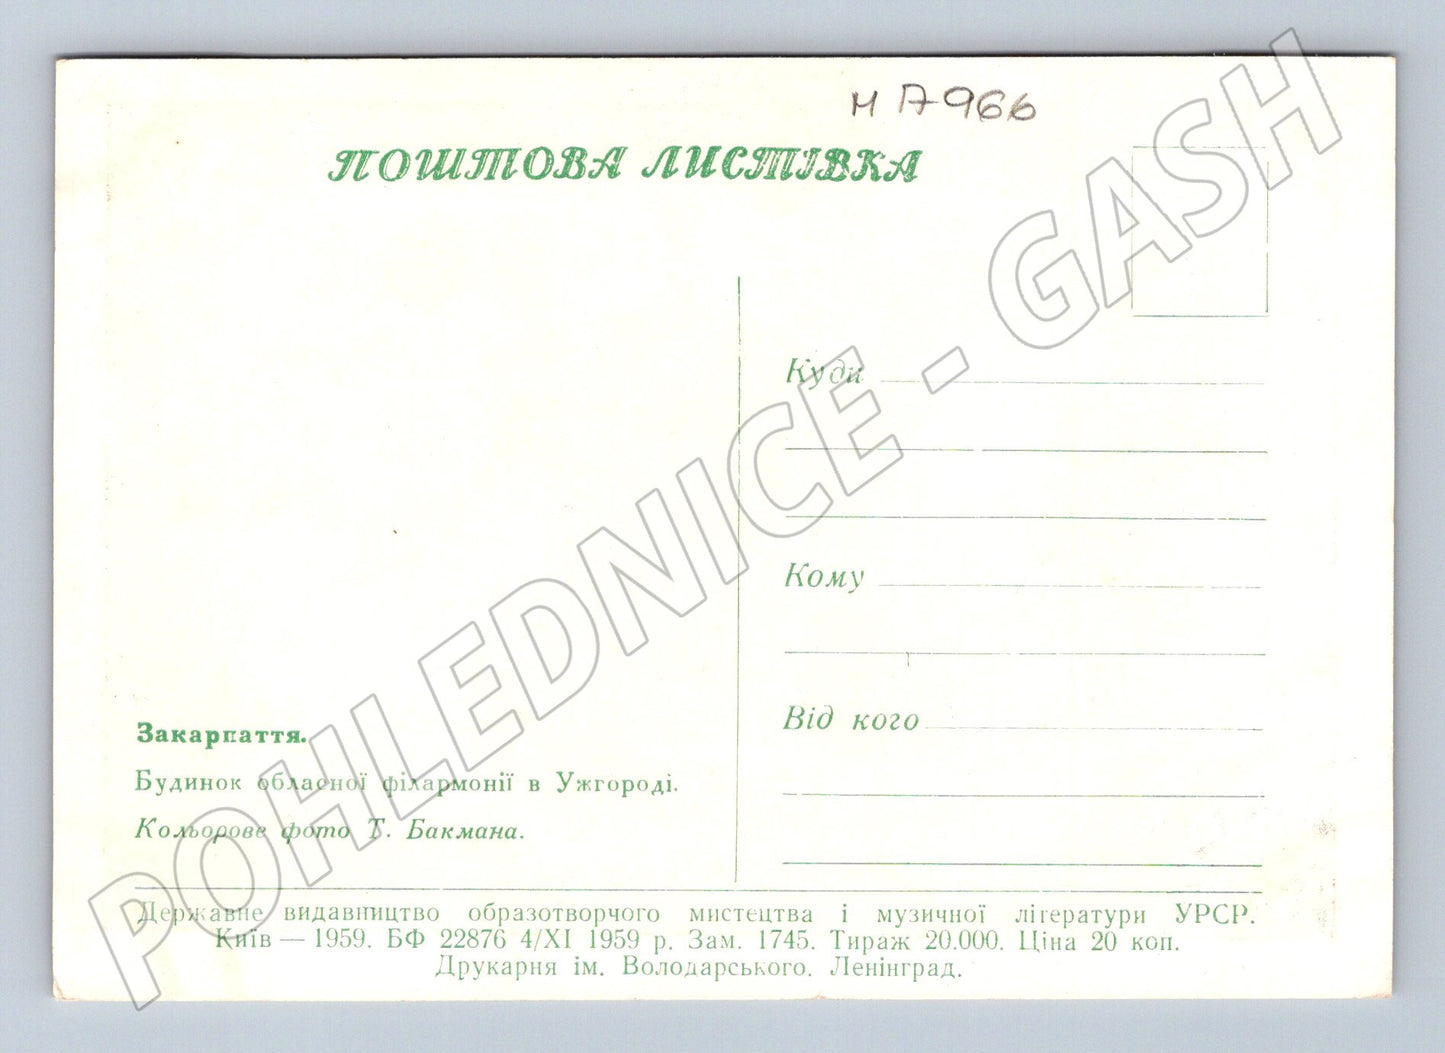 н А966
ПОШТОВА ЛИСТІВКА
Куди
Кому
Від кого
Закарпаття.
Будинок обласної філармонії в Ужгороді.
Кольорове фото Т. Бакмана.
Державне видавництво образотворчого мистецтва і музичної літератури УРСР.
Київ — 1959. БФ 22876 4/XI 1959 р. Зам. 1745. Тираж 20.000. Ціна 20 коп.
Друкарня ім. Володарського. Ленінград.
POHLEDNICE - GASH